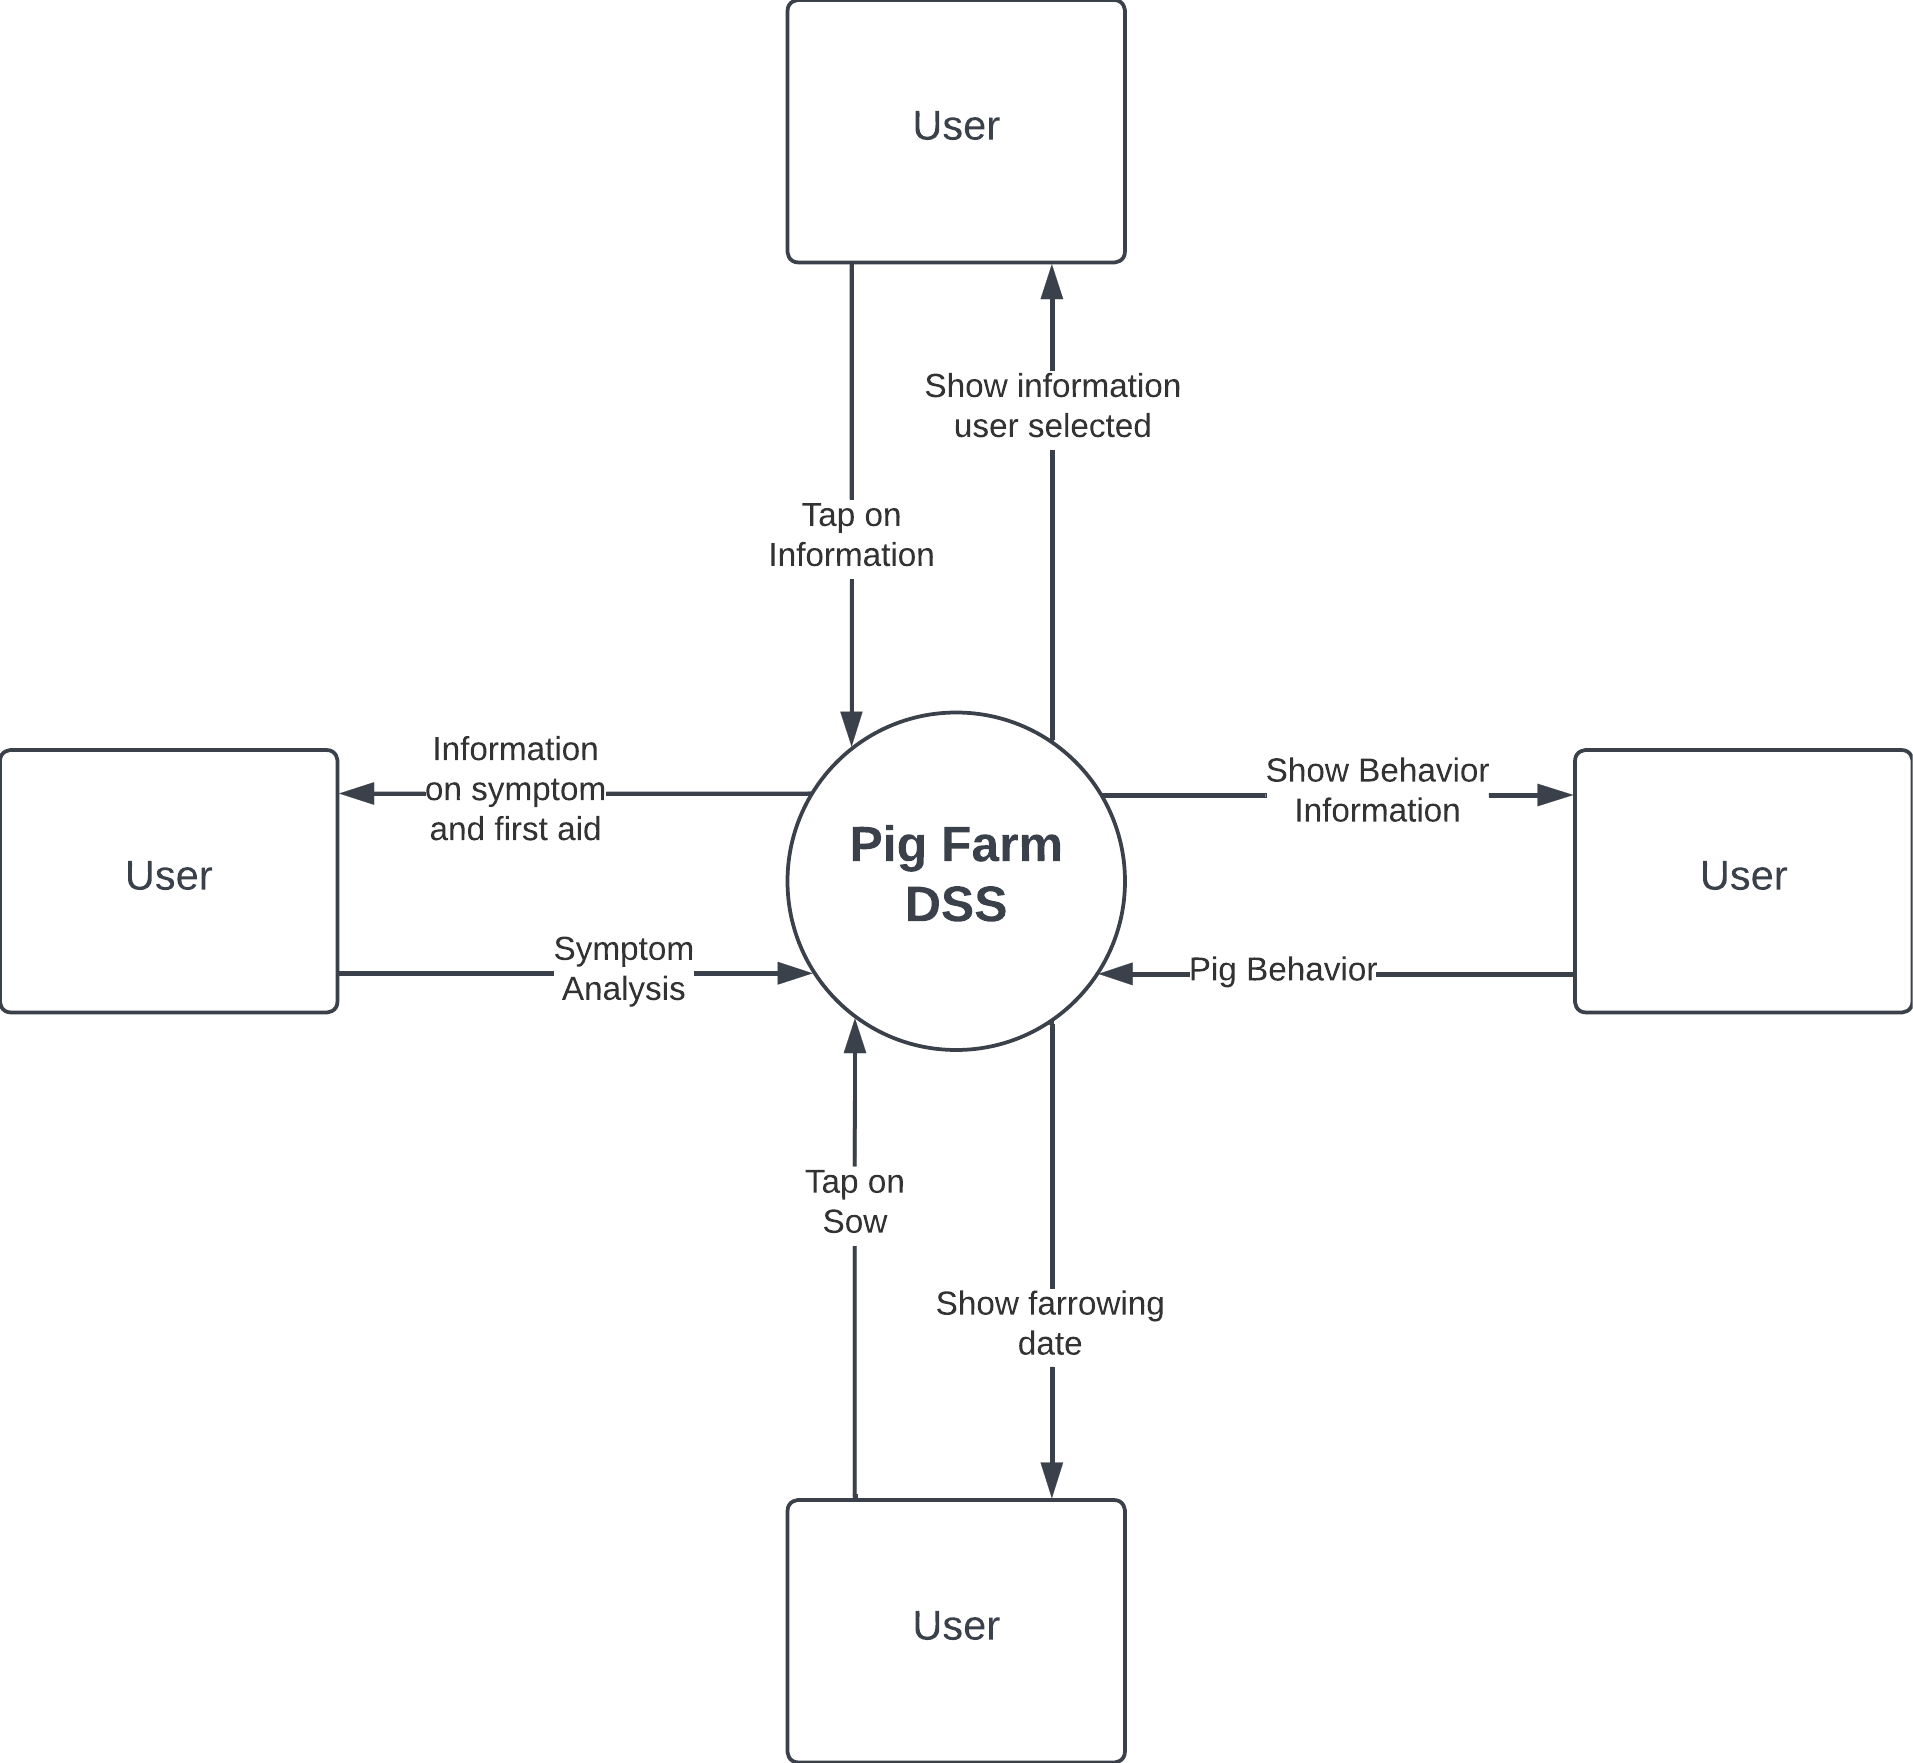 User
Show information
user selected
Tap on
Information
Information
on symptom
and first aid
Show Behavior
Information
User
Pig Farm
DSS
User
Symptom
Analysis
Pig Behavior
Tap on
Sow
Show farrowing
date
User